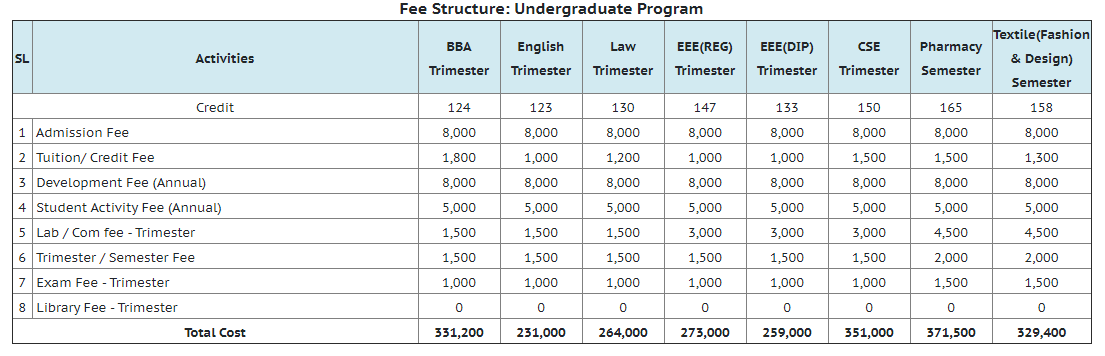 Fee Structure: Undergraduate Program
SL Activities BBA Trimester English Trimester Law Trimester EEE(REG) Trimester EEE(DIP) Trimester CSE Trimester Pharmacy Semester Textile(Fashion & Design) Semester
Credit 124 123 130 147 133 150 165 158
1 Admission Fee 8,000 8,000 8,000 8,000 8,000 8,000 8,000 8,000
2 Tuition/ Credit Fee 1,800 1,000 1,200 1,000 1,000 1,500 1,500 1,300
3 Development Fee (Annual) 8,000 8,000 8,000 8,000 8,000 8,000 8,000 8,000
4 Student Activity Fee (Annual) 5,000 5,000 5,000 5,000 5,000 5,000 5,000 5,000
5 Lab / Com fee - Trimester 1,500 1,500 1,500 3,000 3,000 3,000 4,500 4,500
6 Trimester / Semester Fee 1,500 1,500 1,500 1,500 1,500 1,500 2,000 2,000
7 Exam Fee - Trimester 1,000 1,000 1,000 1,000 1,000 1,000 1,500 1,500
8 Library Fee - Trimester 0 0 0 0 0 0 0 0
Total Cost 331,200 231,000 264,000 273,000 259,000 351,000 371,500 329,400